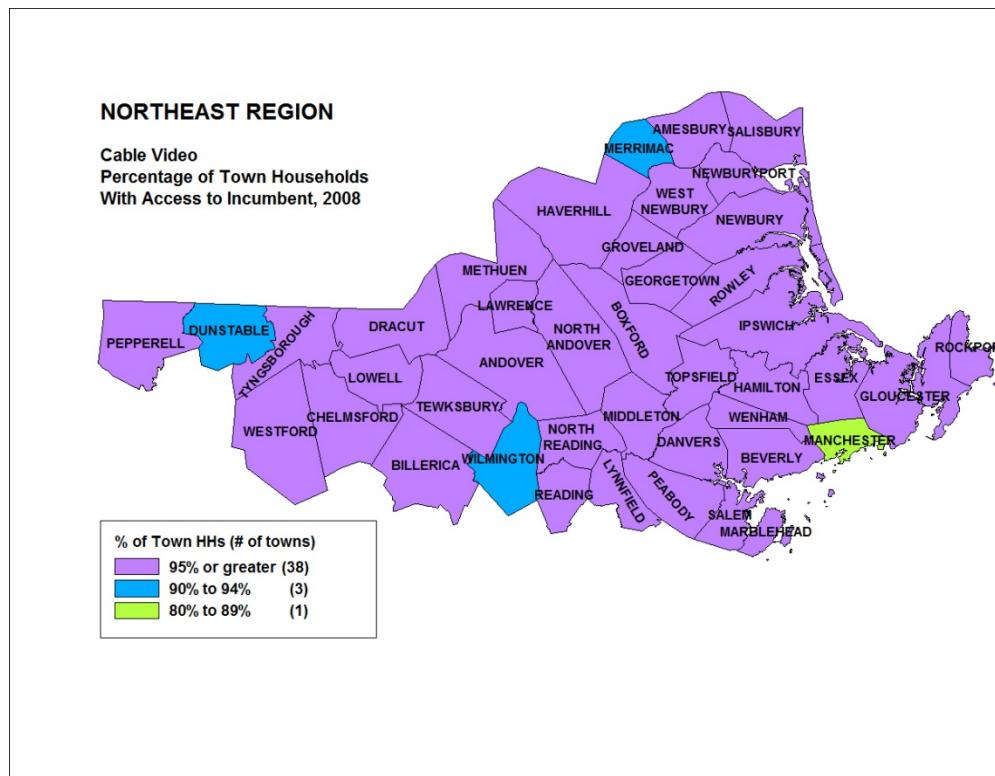 NORTHEAST REGION
Cable Video
Percentage of Town Households
With Access to Incumbent, 2008
AMESBURY
SALISBURY
MERRIMAC
NEWBURYPORT
WEST
NEWBURY
HAVERHILL
NEWBURY
GROVELAND
METHUEN
GEORGETOWN
ROWLEY
LAWRENCE
BOXFORD
DUNSTABLE
DRACUT
IPSWICH
PEPPERELL
TYNGSBOROUGH
NORTH
ANDOVER
ROCKPOR
ANDOVER
LOWELL
TOPSFIELD
HAMILTON
ESSEX
GLOUCESTER
TEWKSBURY
CHELMSFORD
MIDDLETON
WENHAM
WESTFORD
NORTH
READING
DANVERS
MANCHESTER
WILMINGTON
BEVERLY
BILLERICA
READING
LYNNFIELD
PEABODY
SALEM
MARBLEHEAD
% of Town HHs (# of towns)
95% or greater (38)
90% to 94% (3)
80% to 89% (1)